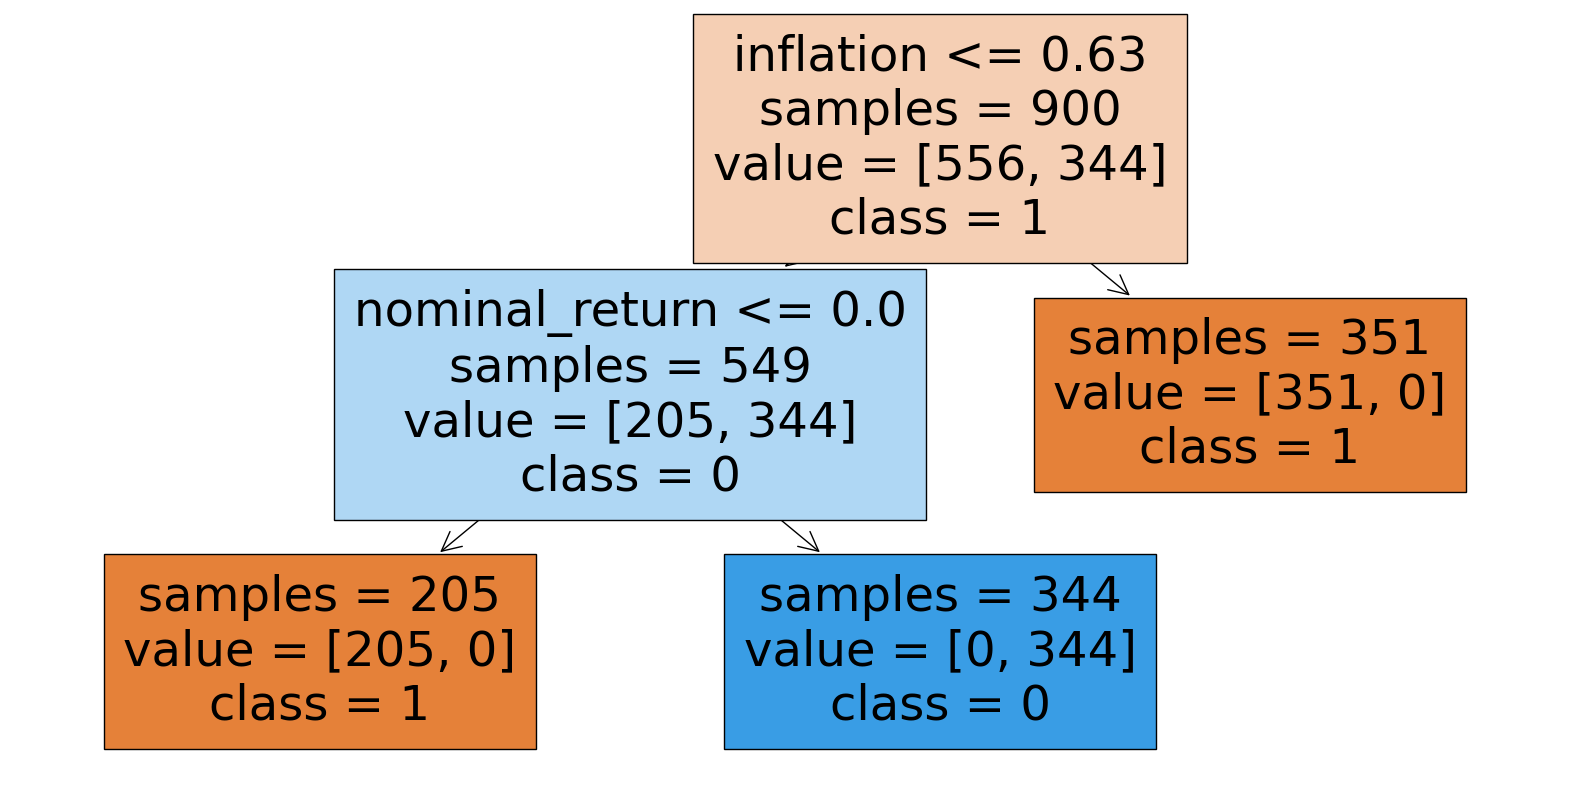 inflation <= 0.63
samples = 900
value = [556, 344]
class = 1
nominal_return <= 0.0
samples = 549
value = [205, 344]
class = 0
samples = 351
value = [351, 0]
class = 1
samples = 205
value = [205, 0]
class = 1
samples = 344
value = [0, 344]
class = 0